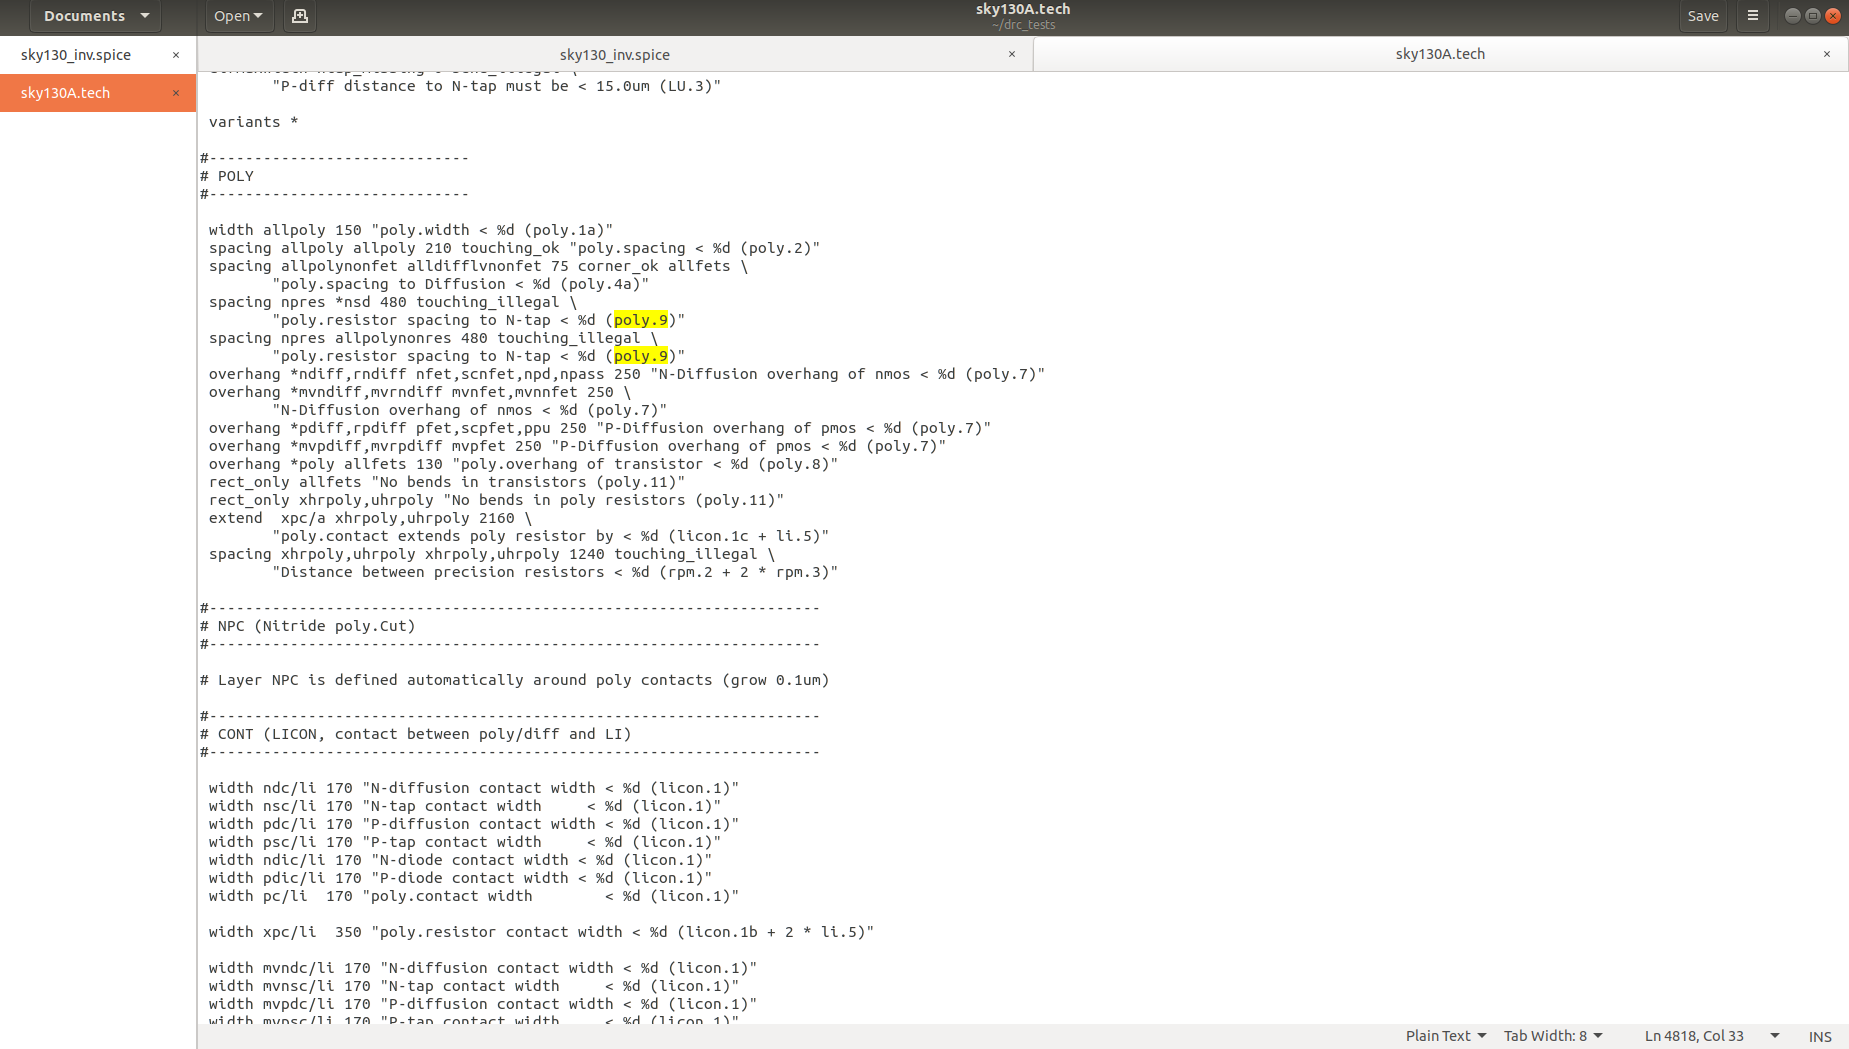 Documents
Open
sky130A.tech
~/drc_tests
Save
sky130_inv.spice ×
sky130A.tech ×
sky130_inv.spice ×
sky130A.tech ×
"P-diff distance to N-tap must be < 15.0um (LU.3)"
variants *
#-----------------------------
# POLY
#-----------------------------
width allpoly 150 "poly.width < %d (poly.1a)"
spacing allpoly allpoly 210 touching_ok "poly.spacing < %d (poly.2)"
spacing allpolynonfet alldifflvnonfet 75 corner_ok allfets \
"poly.spacing to Diffusion < %d (poly.4a)"
spacing npres *nsd 480 touching_illegal \
"poly.resistor spacing to N-tap < %d (poly.9)"
spacing npres allpolynonres 480 touching_illegal \
"poly.resistor spacing to N-tap < %d (poly.9)"
overhang *ndiff,rndiff nfet,scnfet,npd,npass 250 "N-Diffusion overhang of nmos < %d (poly.7)"
overhang *mvndiff,mvrndiff mvnfet,mvnnfet 250 \
"N-Diffusion overhang of nmos < %d (poly.7)"
overhang *pdiff,rpdiff pfet,scpfet,ppu 250 "P-Diffusion overhang of pmos < %d (poly.7)"
overhang *mvpdiff,mvrpdiff mvpfet 250 "P-Diffusion overhang of pmos < %d (poly.7)"
overhang *poly allfets 130 "poly.overhang of transistor < %d (poly.8)"
rect_only allfets "No bends in transistors (poly.11)"
rect_only xhrpoly,uhrpoly "No bends in poly resistors (poly.11)"
extend  xpc/a xhrpoly,uhrpoly 2160 \
"poly.contact extends poly resistor by < %d (licon.1c + li.5)"
spacing xhrpoly,uhrpoly xhrpoly,uhrpoly 1240 touching_illegal \
"Distance between precision resistors < %d (rpm.2 + 2 * rpm.3)"
#--------------------------------------------------------------------
# NPC (Nitride poly.Cut)
#--------------------------------------------------------------------
# Layer NPC is defined automatically around poly contacts (grow 0.1um)
#--------------------------------------------------------------------
# CONT (LICON, contact between poly/diff and LI)
#--------------------------------------------------------------------
width ndc/li 170 "N-diffusion contact width < %d (licon.1)"
width nsc/li 170 "N-tap contact width     < %d (licon.1)"
width pdc/li 170 "P-diffusion contact width < %d (licon.1)"
width psc/li 170 "P-tap contact width     < %d (licon.1)"
width ndic/li 170 "N-diode contact width < %d (licon.1)"
width pdic/li 170 "P-diode contact width < %d (licon.1)"
width pc/li  170 "poly.contact width        < %d (licon.1)"
width xpc/li  350 "poly.resistor contact width < %d (licon.1b + 2 * li.5)"
width mvndc/li 170 "N-diffusion contact width < %d (licon.1)"
width mvnsc/li 170 "N-tap contact width     < %d (licon.1)"
width mvpdc/li 170 "P-diffusion contact width < %d (licon.1)"
width mvpsc/li 170 "P-tap contact width     < %d (licon.1)"
Plain Text  Tab Width: 8  Ln 4818, Col 33  INS